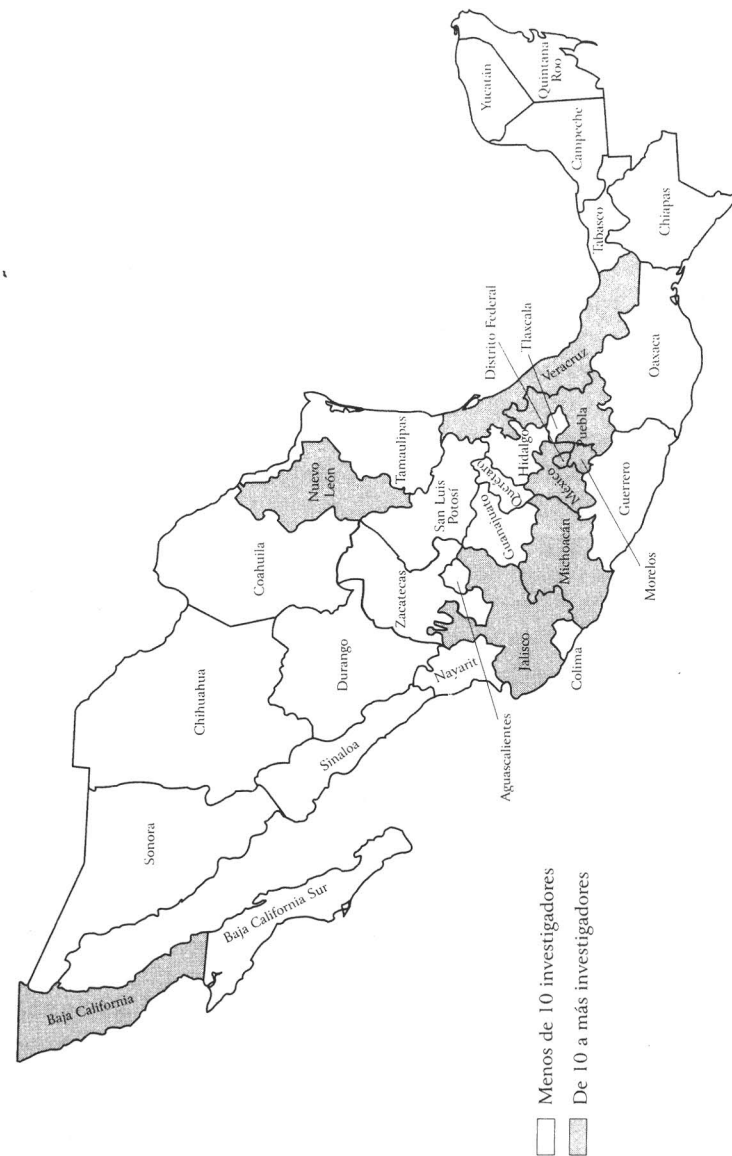 Baja California
Baja California Sur
Sonora
Chihuahua
Coahuila
Nuevo
León
Tamaulipas
Sinaloa
Durango
Zacatecas
San Luis
Potosí
Nayarit
Aguascalientes
Jalisco
Colima
Guanajuato
Querétaro
Hidalgo
Michoacán
México
Distrito Federal
Tlaxcala
Morelos
Puebla
Veracruz
Guerrero
Oaxaca
Tabasco
Chiapas
Campeche
Yucatán
Quintana
Roo
Menos de 10 investigadores
De 10 a más investigadores